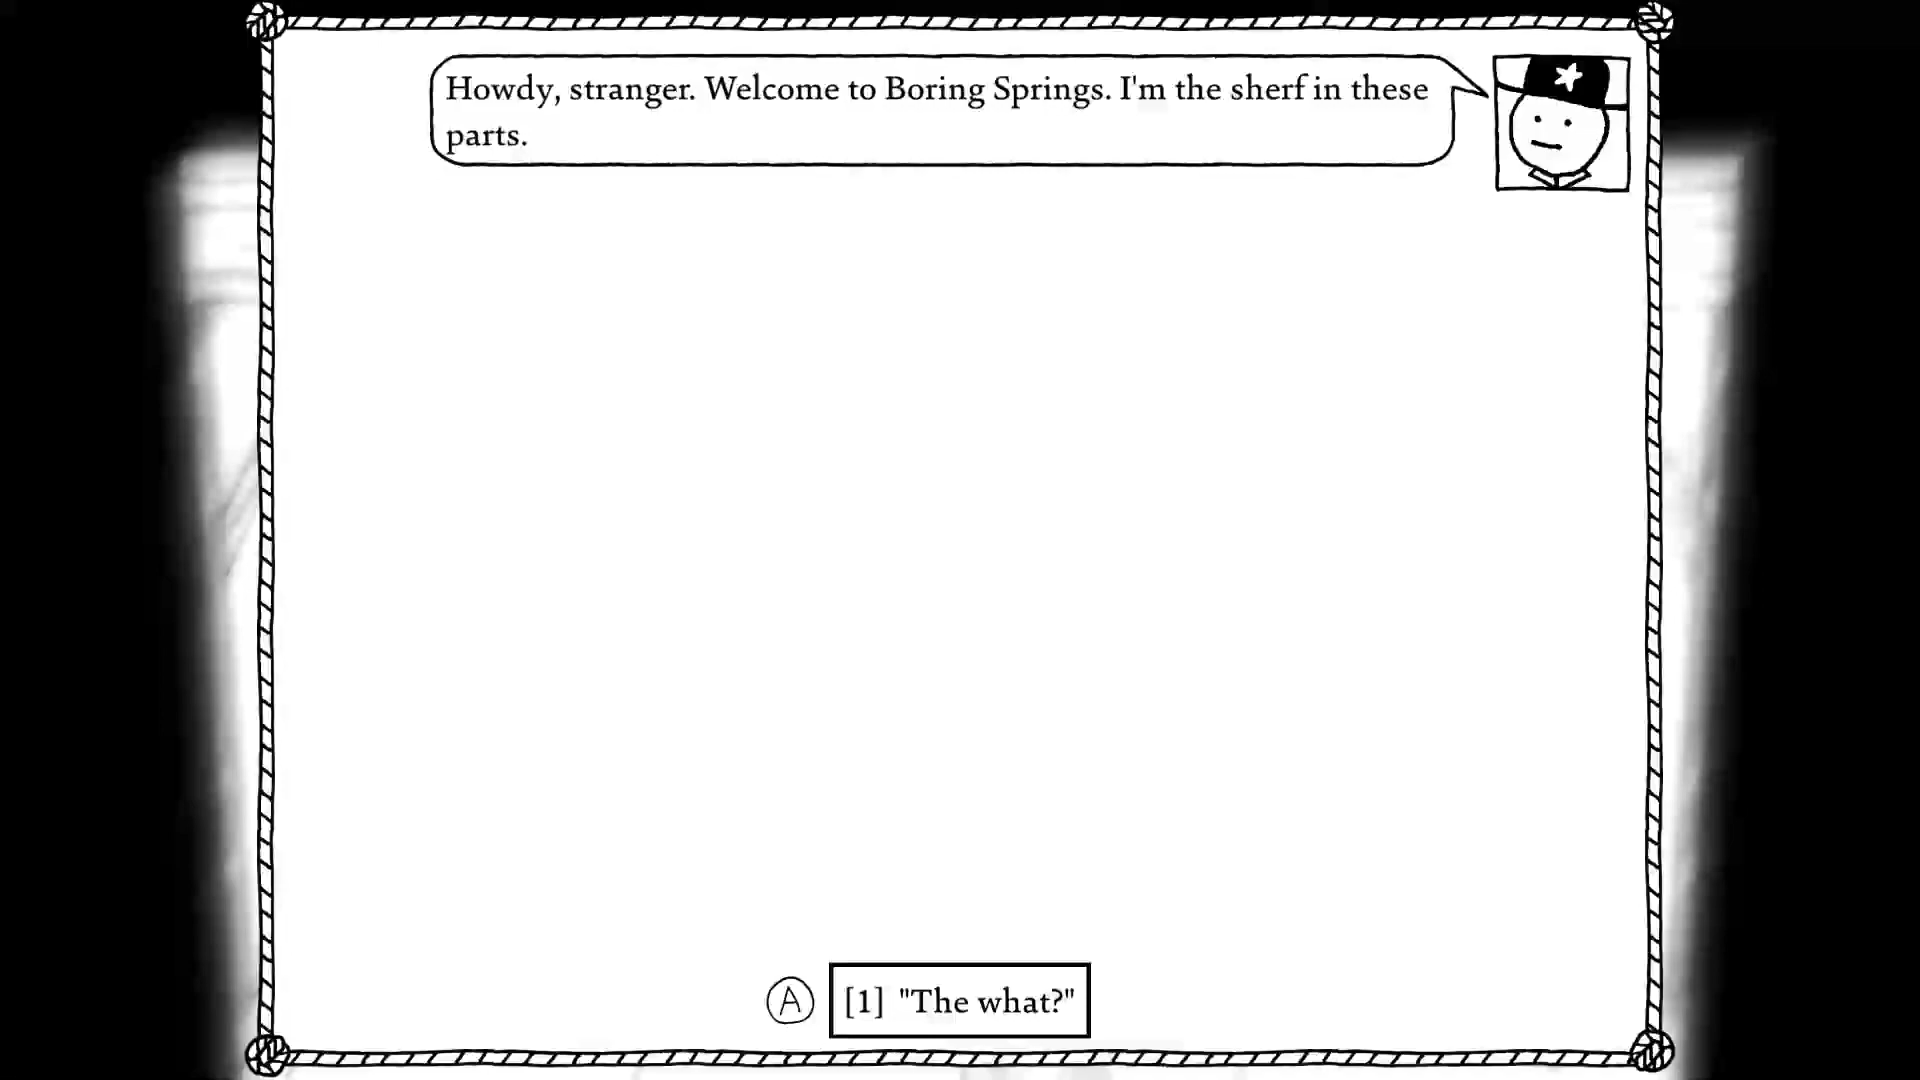 Howdy, stranger. Welcome to Boring Springs. I'm the sherf in these
parts.
A [1] "The what?"